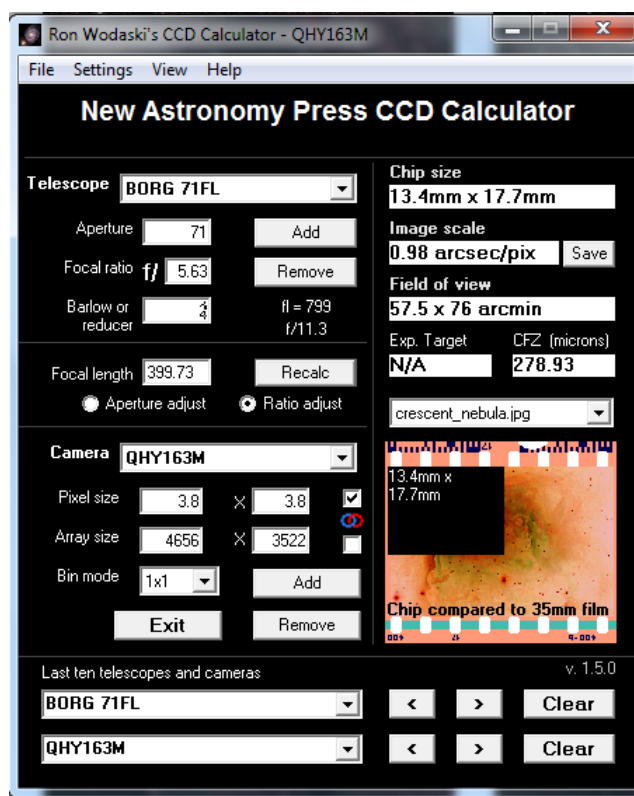 Ron Wodaski's CCD Calculator - QHY163M
File Settings View Help
New Astronomy Press CCD Calculator
Telescope BORG 71FL
Aperture 71 Add
Focal ratio f/ 5.63 Remove
Barlow or reducer
fl = 799
f/11.3
Focal length 399.73 Recalc
Aperture adjust Ratio adjust
Camera QHY163M
Pixel size 3.8 X 3.8
Array size 4656 X 3522
Bin mode 1x1 Add
Exit Remove
Chip size
13.4mm x 17.7mm
Image scale
0.98 arcsec/pix Save
Field of view
57.5 x 76 arcmin
Exp. Target CFZ (microns)
N/A 278.93
crescent_nebula.jpg
13.4mm x
17.7mm
Chip compared to 35mm film
Last ten telescopes and cameras v. 1.5.0
BORG 71FL < > Clear
QHY163M < > Clear